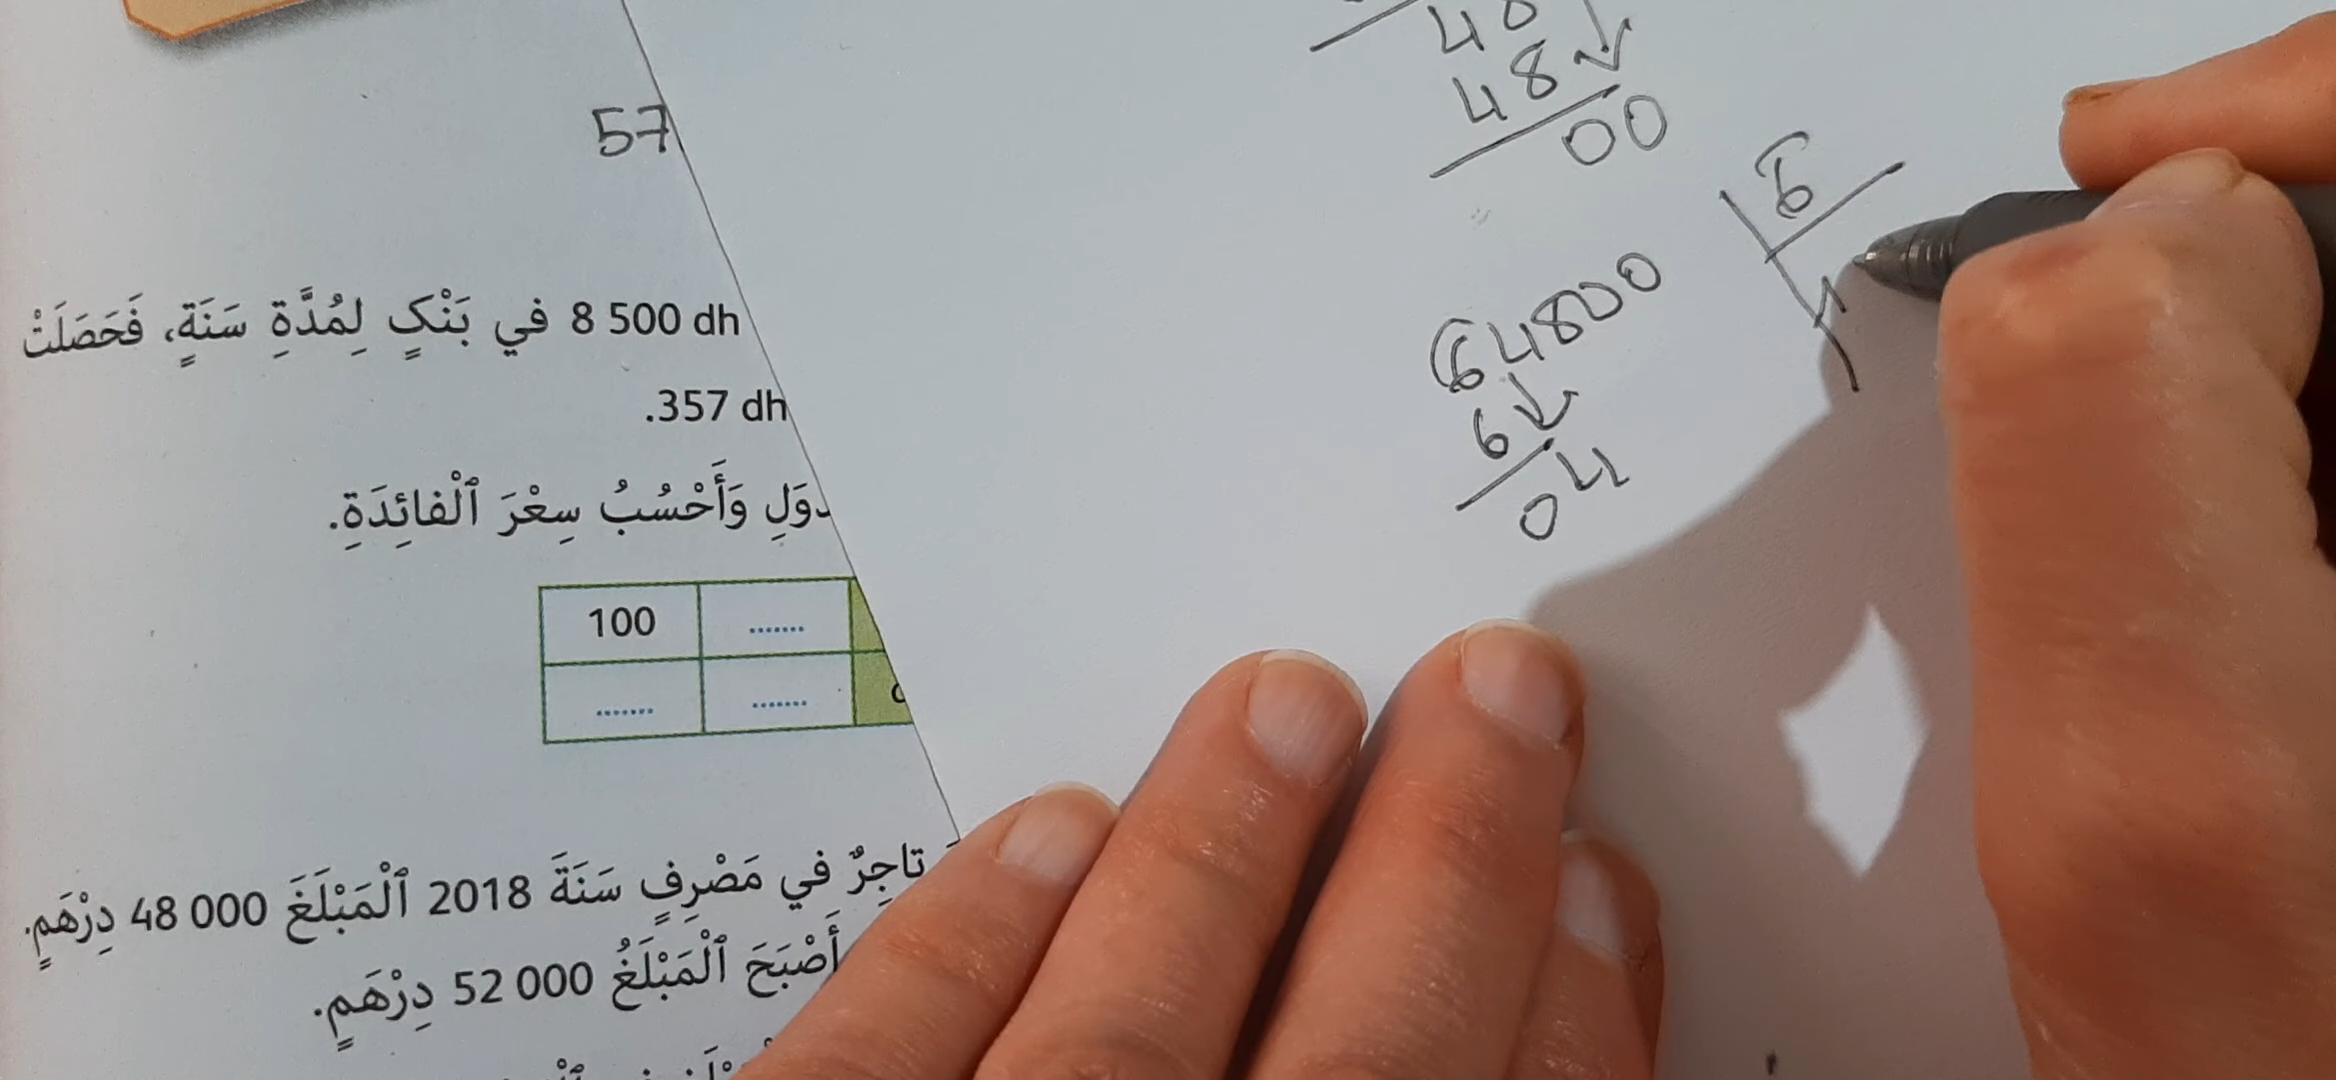 57
8 500 dh في بَنْكٍ لِمُدَّةِ سَنَةٍ، فَحَصَلَتْ
357 dh.
وَأَحْسُبُ سِعْرَ ٱلْفائِدَةِ.
100 .......
....... .......
تاجِرٌ في مَصْرِفٍ سَنَةَ 2018 ٱلْمَبْلَغَ 48 000 دِرْهَمٍ.
أَصْبَحَ ٱلْمَبْلَغُ 52 000 دِرْهَمٍ.
48
00
64800
6
6
04
1